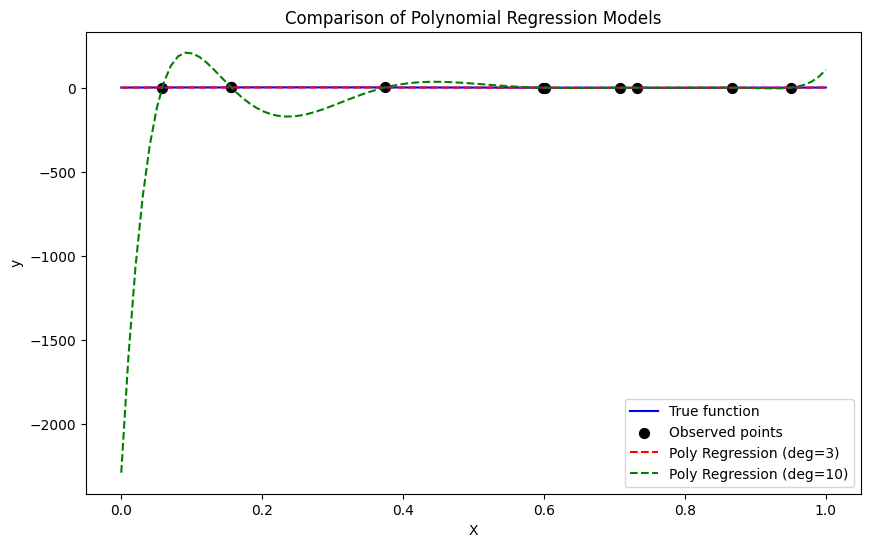 Comparison of Polynomial Regression Models
y
0
−500
−1000
−1500
−2000
0.0 0.2 0.4 0.6 0.8 1.0
X
True function
Observed points
Poly Regression (deg=3)
Poly Regression (deg=10)